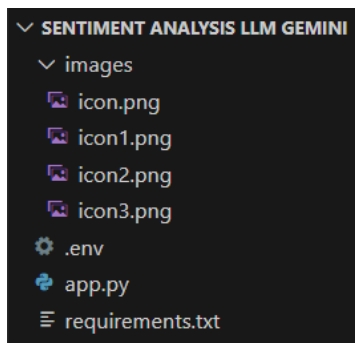 SENTIMENT ANALYSIS LLM GEMINI
images
icon.png
icon1.png
icon2.png
icon3.png
.env
app.py
requirements.txt